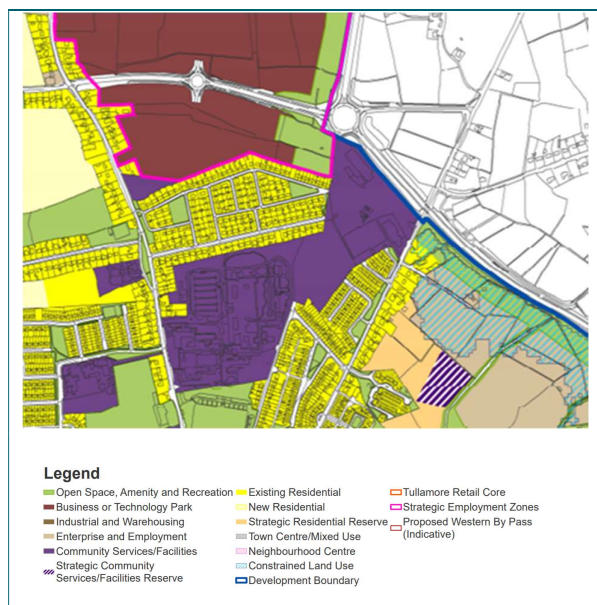 Legend
Open Space, Amenity and Recreation
Business or Technology Park
Industrial and Warehousing
Enterprise and Employment
Community Services/Facilities
Strategic Community
Services/Facilities Reserve
Existing Residential
New Residential
Strategic Residential Reserve
Town Centre/Mixed Use
Neighbourhood Centre
Constrained Land Use
Development Boundary
Tullamore Retail Core
Strategic Employment Zones
Proposed Western By Pass
(Indicative)